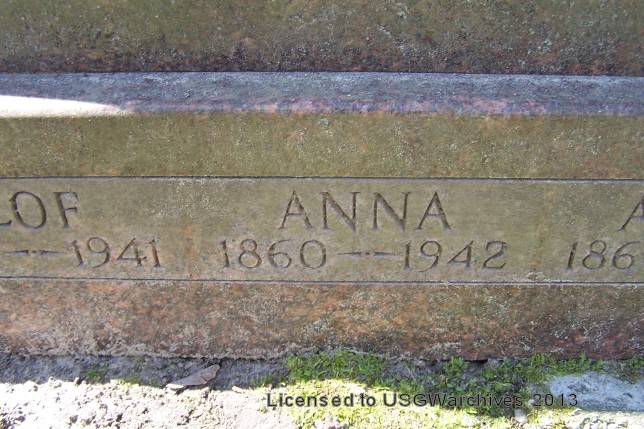 LOF ANNA A
1941 1860 1942 186
Licensed to USGWarchives 2013